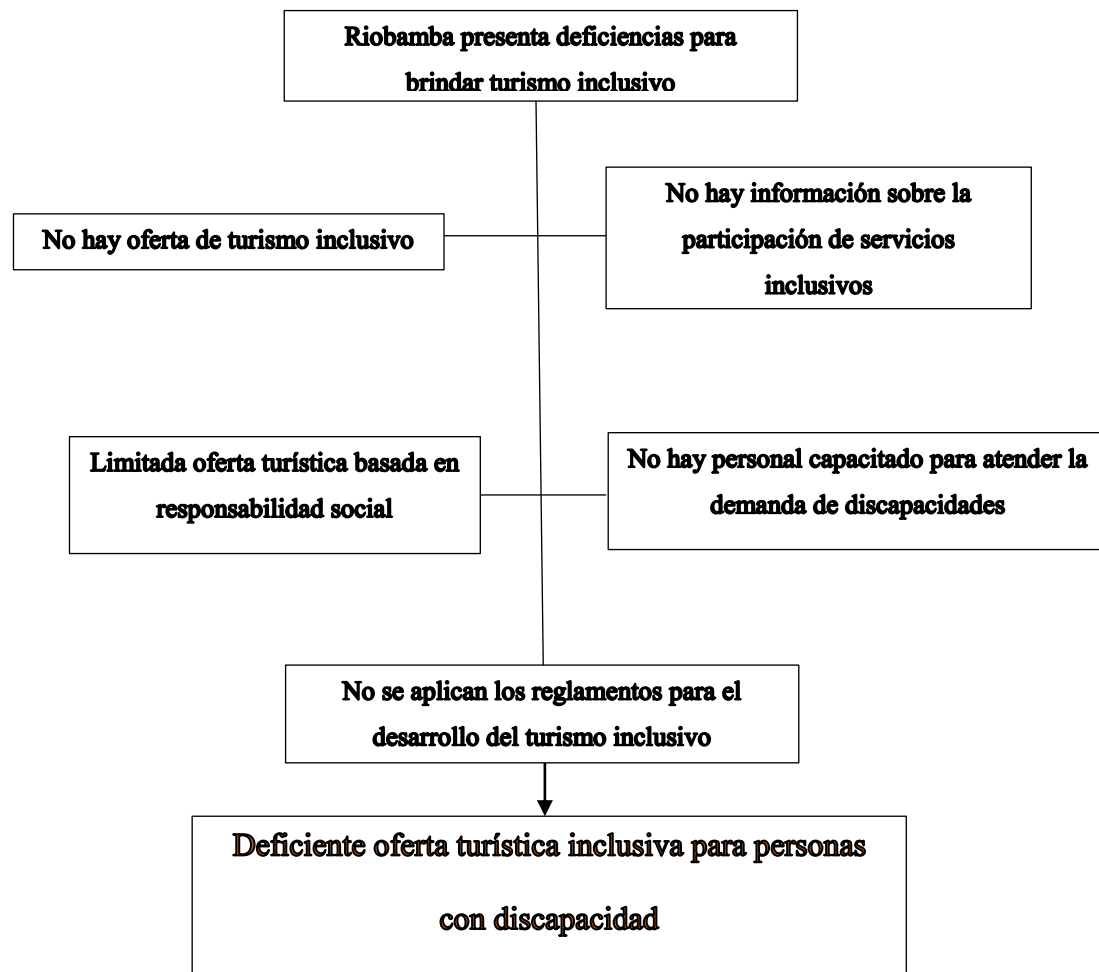 Riobamba presenta deficiencias para
brindar turismo inclusivo
No hay oferta de turismo inclusivo
No hay información sobre la
participación de servicios
inclusivos
Limitada oferta turística basada en
responsabilidad social
No hay personal capacitado para atender la
demanda de discapacidades
No se aplican los reglamentos para el
desarrollo del turismo inclusivo
Deficiente oferta turística inclusiva para personas
con discapacidad